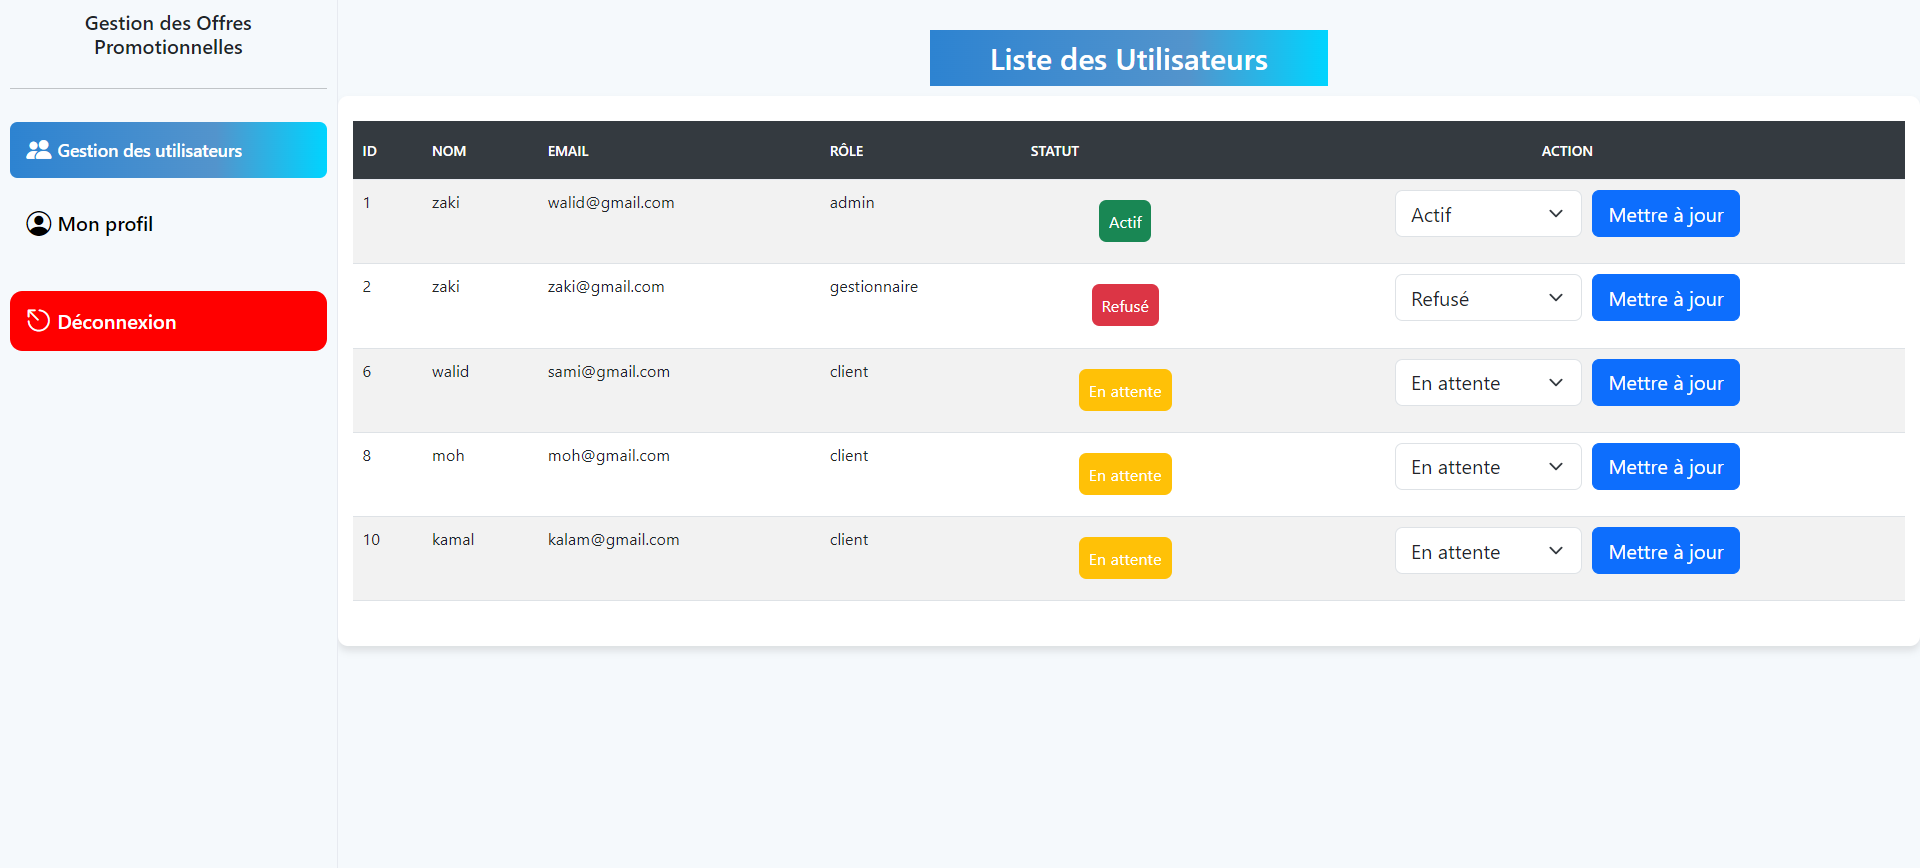 Gestion des Offres
Promotionnelles
Gestion des utilisateurs
Mon profil
Déconnexion
Liste des Utilisateurs
ID NOM EMAIL RÔLE STATUT ACTION
1 zaki walid@gmail.com admin Actif Actif Mettre à jour
2 zaki zaki@gmail.com gestionnaire Refusé Refusé Mettre à jour
6 walid sami@gmail.com client En attente En attente Mettre à jour
8 moh moh@gmail.com client En attente En attente Mettre à jour
10 kamal kalam@gmail.com client En attente En attente Mettre à jour